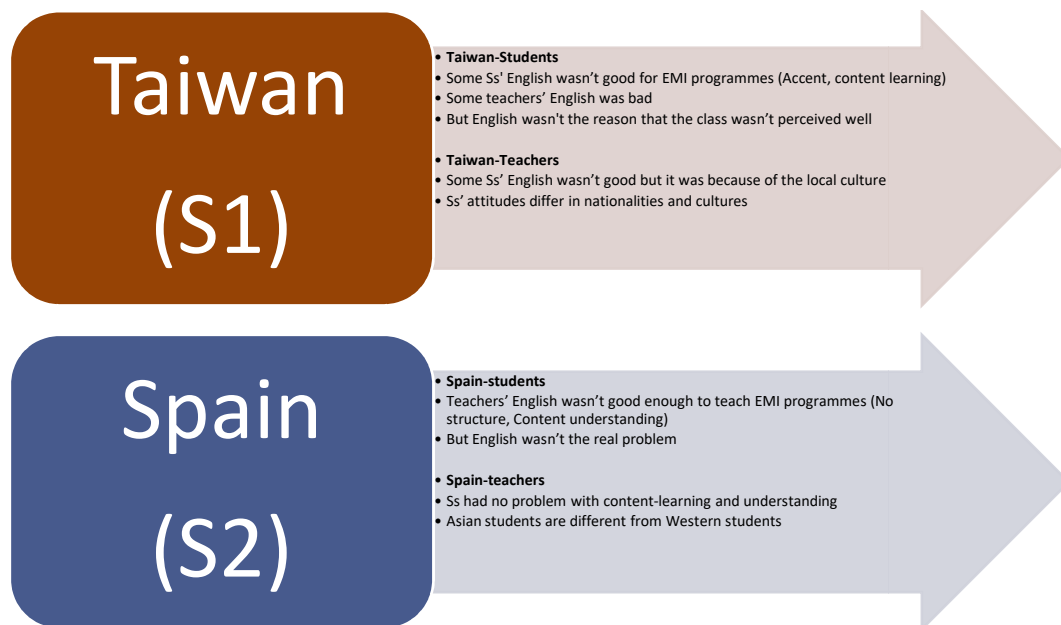 Taiwan
(S1)
• Taiwan-Students
• Some Ss' English wasn’t good for EMI programmes (Accent, content learning)
• Some teachers’ English was bad
• But English wasn't the reason that the class wasn’t perceived well
• Taiwan-Teachers
• Some Ss’ English wasn’t good but it was because of the local culture
• Ss’ attitudes differ in nationalities and cultures
Spain
(S2)
• Spain-students
• Teachers’ English wasn’t good enough to teach EMI programmes (No
structure, Content understanding)
• But English wasn’t the real problem
• Spain-teachers
• Ss had no problem with content-learning and understanding
• Asian students are different from Western students